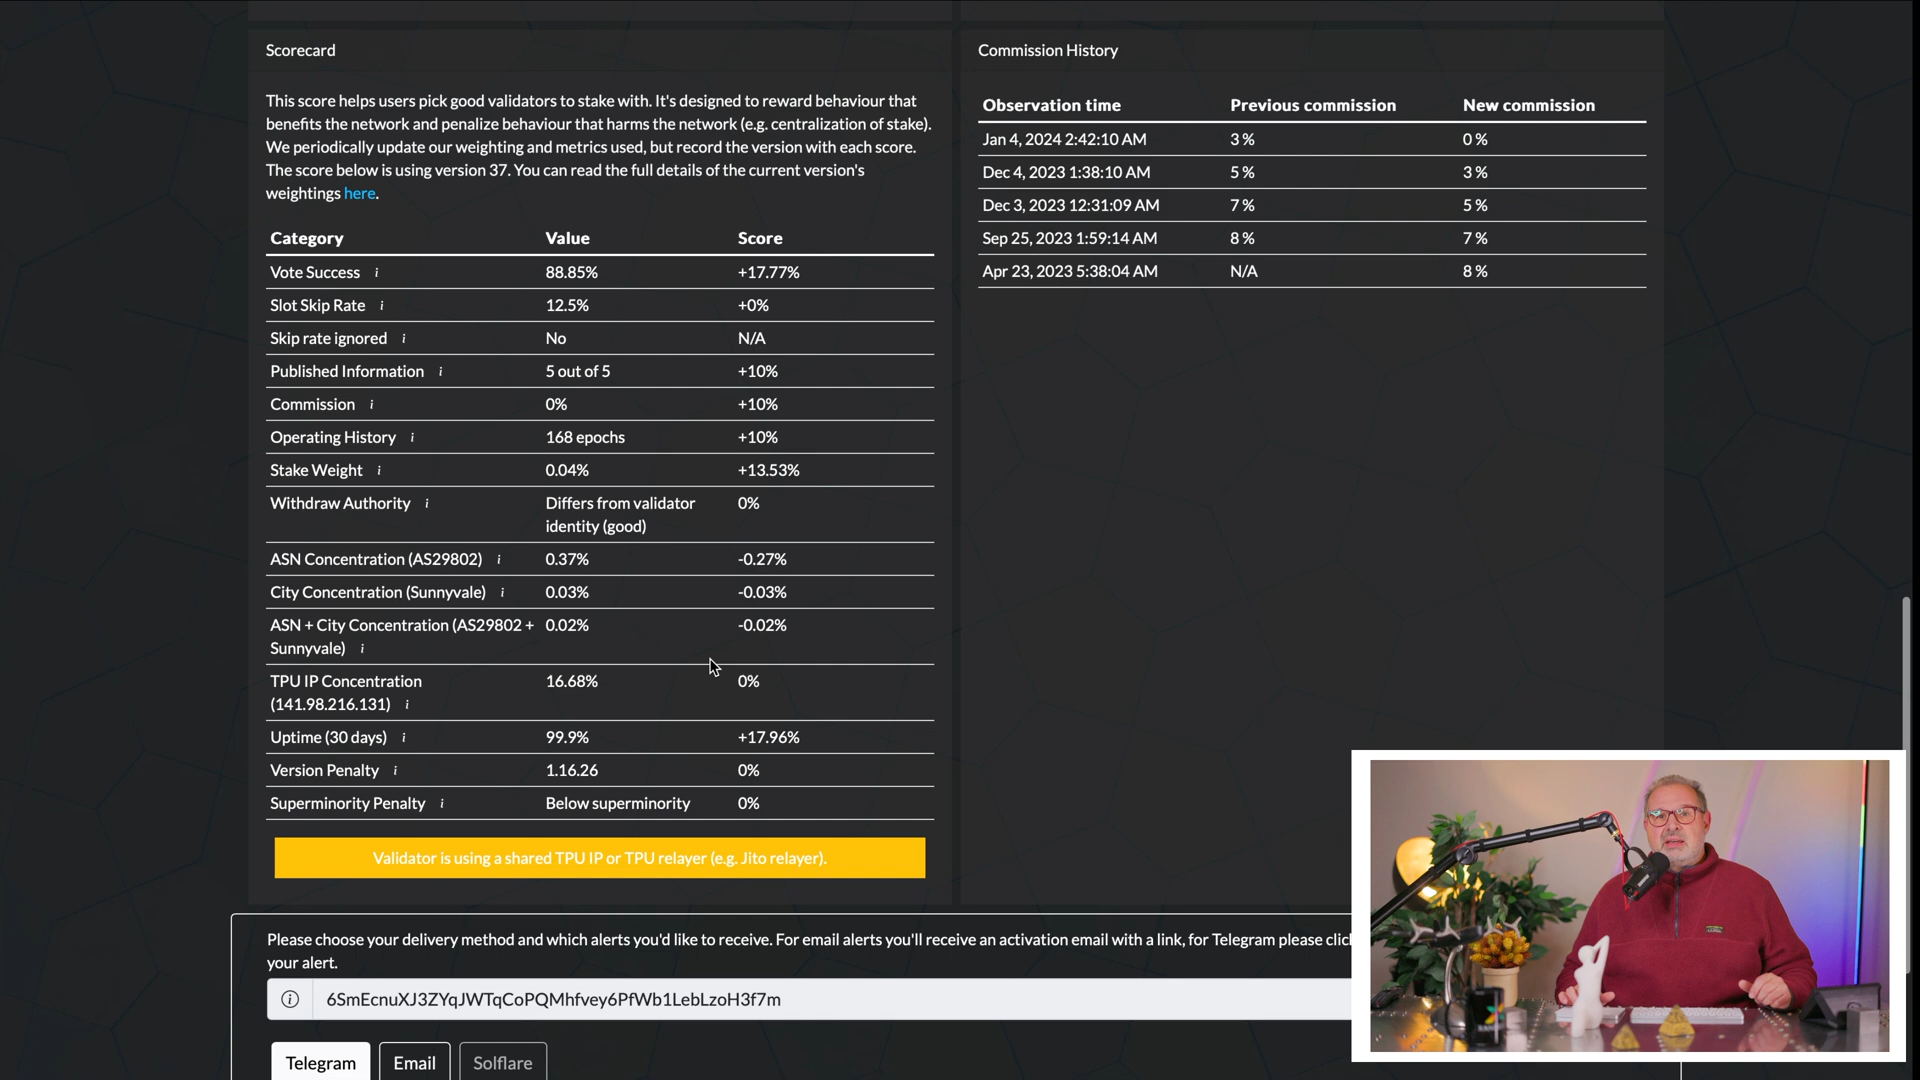 Scorecard
This score helps users pick good validators to stake with. It's designed to reward behaviour that
benefits the network and penalize behaviour that harms the network (e.g. centralization of stake).
We periodically update our weighting and metrics used, but record the version with each score.
The score below is using version 37. You can read the full details of the current version's
weightings here.
Category Value Score
Vote Success i 88.85% +17.77%
Slot Skip Rate i 12.5% +0%
Skip rate ignored i No N/A
Published Information i 5 out of 5 +10%
Commission i 0% +10%
Operating History i 168 epochs +10%
Stake Weight i 0.04% +13.53%
Withdraw Authority i Differs from validator 0%
identity (good)
ASN Concentration (AS29802) i 0.37% -0.27%
City Concentration (Sunnyvale) i 0.03% -0.03%
ASN + City Concentration (AS29802 + 0.02% -0.02%
Sunnyvale) i
TPU IP Concentration 16.68% 0%
(141.98.216.131) i
Uptime (30 days) i 99.9% +17.96%
Version Penalty i 1.16.26 0%
Superminority Penalty i Below superminority 0%
Validator is using a shared TPU IP or TPU relayer (e.g. Jito relayer).
Commission History
Observation time Previous commission New commission
Jan 4, 2024 2:42:10 AM 3 % 0 %
Dec 4, 2023 1:38:10 AM 5 % 3 %
Dec 3, 2023 12:31:09 AM 7 % 5 %
Sep 25, 2023 1:59:14 AM 8 % 7 %
Apr 23, 2023 5:38:04 AM N/A 8 %
Please choose your delivery method and which alerts you'd like to receive. For email alerts you'll receive an activation email with a link, for Telegram please clic
your alert.
6SmEcnuXJ3ZYqJWTqCoPQMhfvey6PfWb1LebLzoH3f7m
Telegram Email Solflare